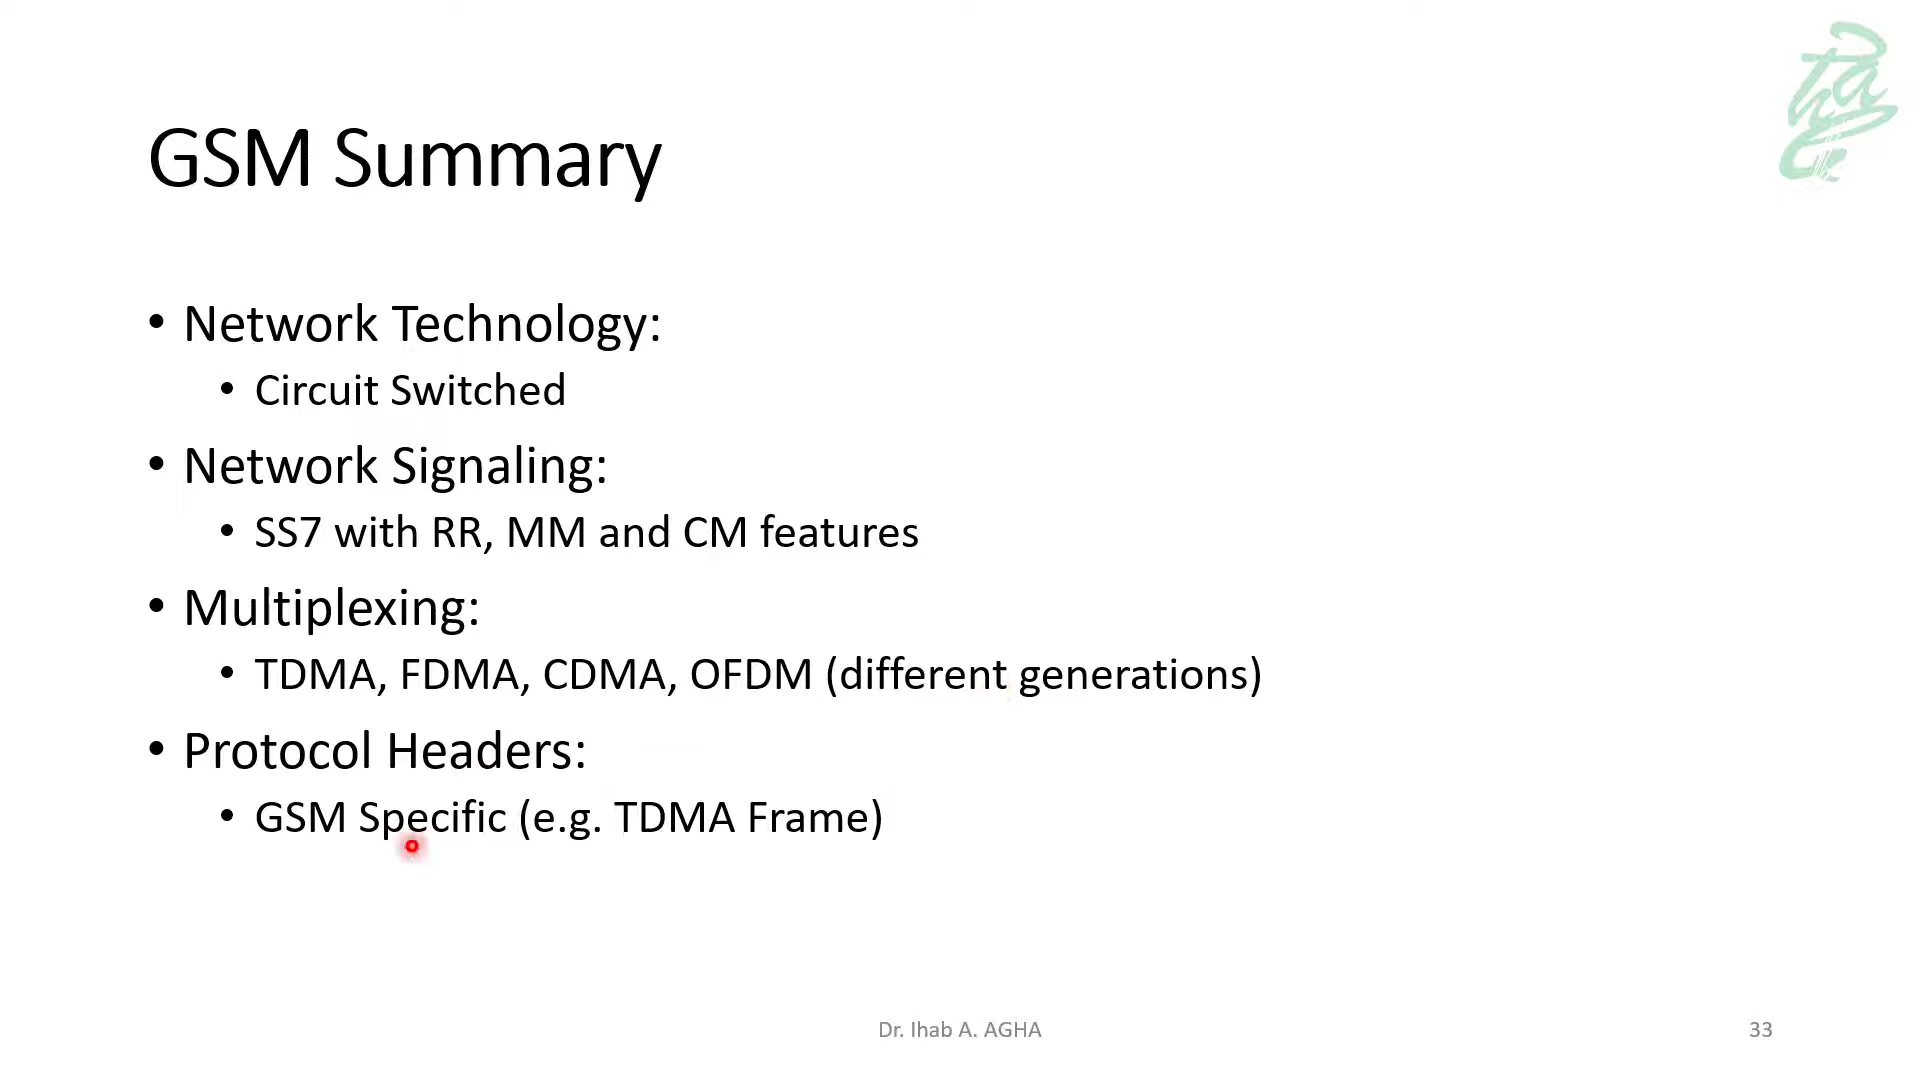 GSM Summary
• Network Technology:
• Circuit Switched
• Network Signaling:
• SS7 with RR, MM and CM features
• Multiplexing:
• TDMA, FDMA, CDMA, OFDM (different generations)
• Protocol Headers:
• GSM Specific (e.g. TDMA Frame)
Dr. Ihab A. AGHA
33